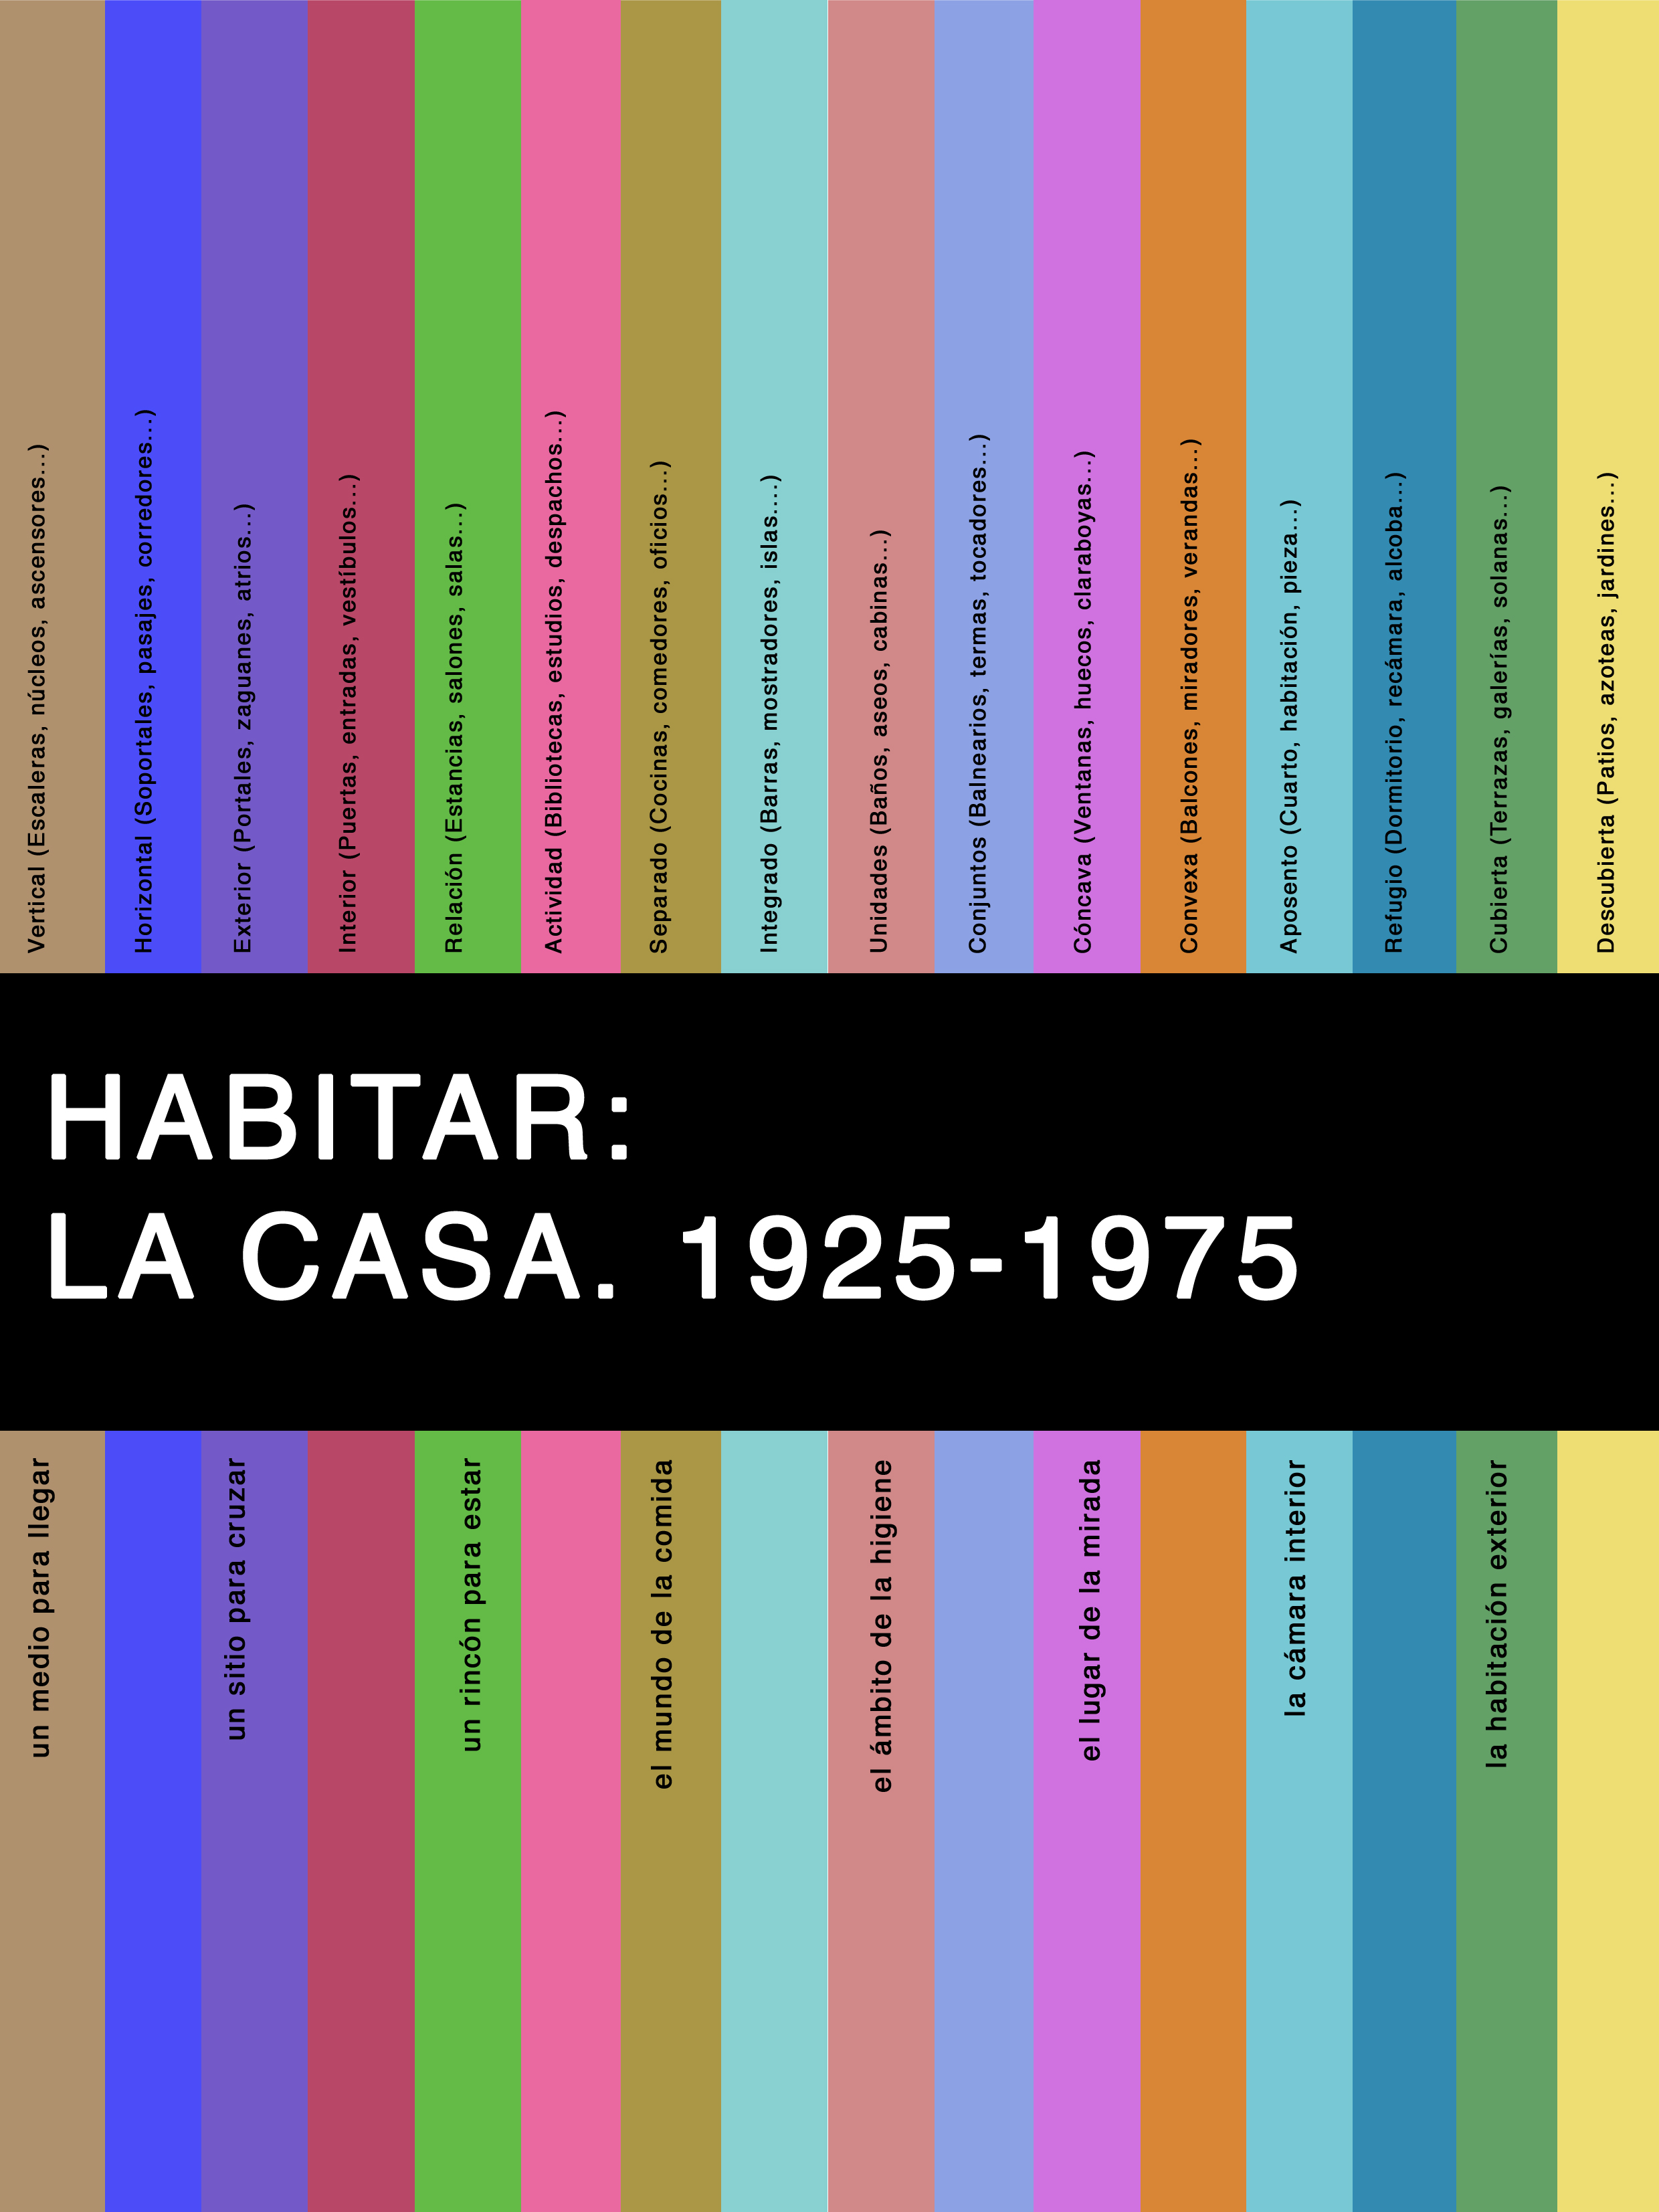 Vertical (Escaleras, núcleos, ascensores...)
Horizontal (Soportales, pasajes, corredores...)
Exterior (Portales, zaguanes, atrios...)
Interior (Puertas, entradas, vestíbulos...)
Relación (Estancias, salones, salas...)
Actividad (Bibliotecas, estudios, despachos...)
Separado (Cocinas, comedores, oficios...)
Integrado (Barras, mostradores, islas....)
Unidades (Baños, aseos, cabinas...)
Conjuntos (Balnearios, termas, tocadores...)
Cóncava (Ventanas, huecos, claraboyas...)
Convexa (Balcones, miradores, verandas...)
Aposento (Cuarto, habitación, pieza...)
Refugio (Dormitorio, recámara, alcoba...)
Cubierta (Terrazas, galerías, solanas...)
Descubierta (Patios, azoteas, jardines...)
HABITAR:
LA CASA. 1925-1975
un medio para llegar
un sitio para cruzar
un rincón para estar
el mundo de la comida
el ámbito de la higiene
el lugar de la mirada
la cámara interior
la habitación exterior